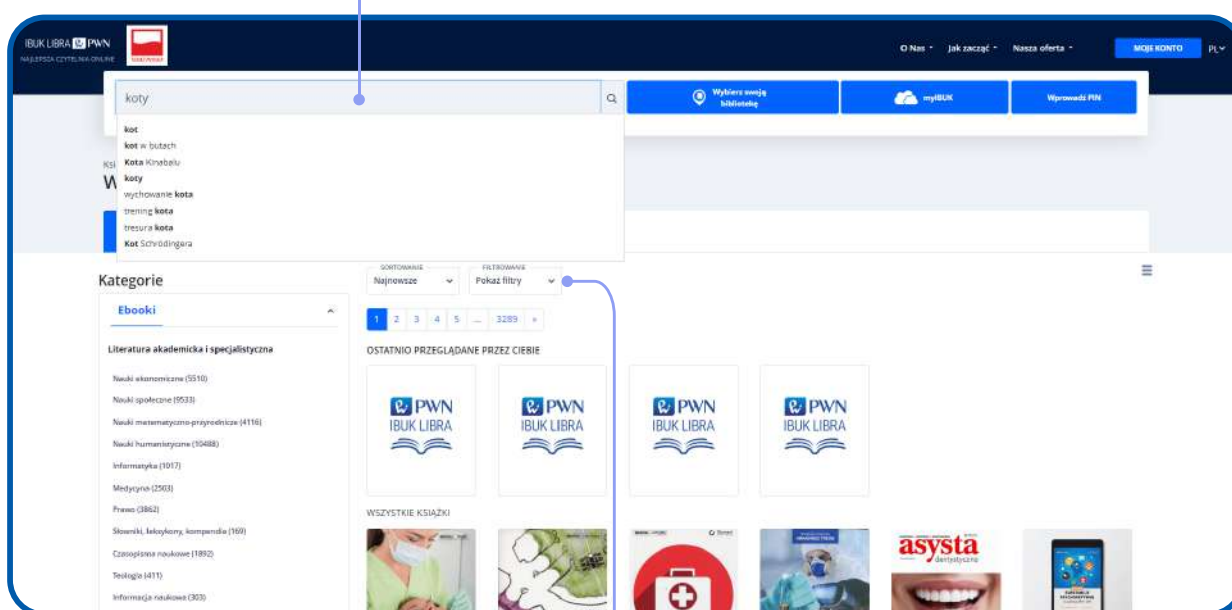 IBUK LIBRA PWN
NAJLEPSZA CZYTELNIA ONLINE
O Nas
Jak zacząć
Nasza oferta
MOJE KONTO
PL
koty
Wybierz swoją
bibliotekę
myIBUK
Wprowadź PIN
kot
kot w butach
Kota Kinabalu
koty
wychowanie kota
trening kota
tresura kota
Kot Schrödingera
Ksi
W
Kategorie
SORTOWANIE
Najnowsze
FILTROWANIE
Pokaż filtry
Ebooki
1 2 3 4 5 ... 3289 »
Literatura akademicka i specjalistyczna
OSTATNIO PRZEGLĄDANE PRZEZ CIEBIE
Nauki ekonomiczne (5510)
Nauki społeczne (9533)
Nauki matematyczno-przyrodnicze (4116)
Nauki humanistyczne (10488)
Informatyka (1017)
Medycyna (2503)
Prawo (3862)
Słowniki, leksykony, kompendia (169)
Czasopisma naukowe (1892)
Teologia (411)
Informacja naukowa (303)
PWN
IBUK LIBRA
PWN
IBUK LIBRA
PWN
IBUK LIBRA
PWN
IBUK LIBRA
WSZYSTKIE KSIĄŻKI
asysta
dentystyczna